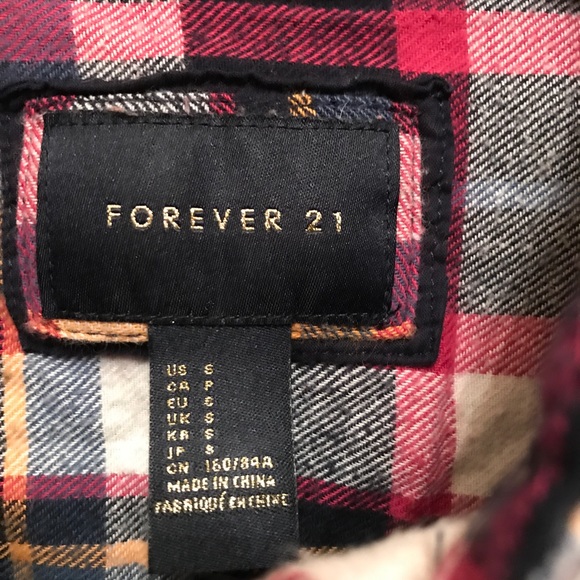 FOREVER 21
US S
CA P
EU S
UK S
KR S
JP S
CN 160/84A
MADE IN CHINA
FABRIQUÉ EN CHINE